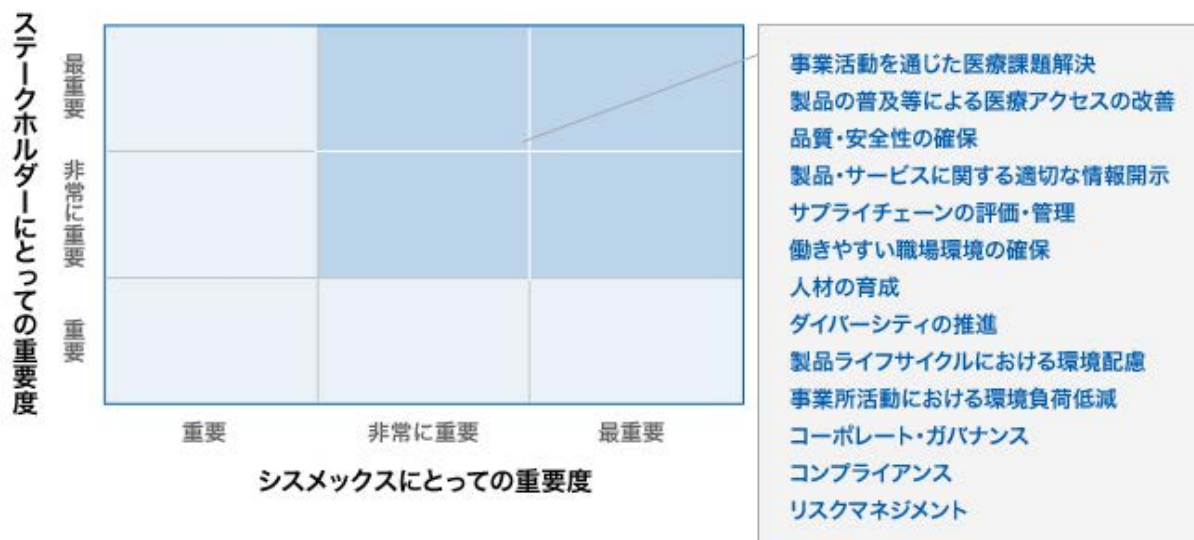 ステークホルダーにとっての重要度
最重要
非常に重要
重要
重要
非常に重要
最重要
システムックスにとっての重要度
事業活動を通じた医療課題解決
製品の普及等による医療アクセスの改善
品質・安全性の確保
製品・サービスに関する適切な情報開示
サプライチェーンの評価・管理
働きやすい職場環境の確保
人材の育成
ダイバーシティの推進
製品ライフサイクルにおける環境配慮
事業所活動における環境負荷低減
コーポレート・ガバナンス
コンプライアンス
リスクマネジメント